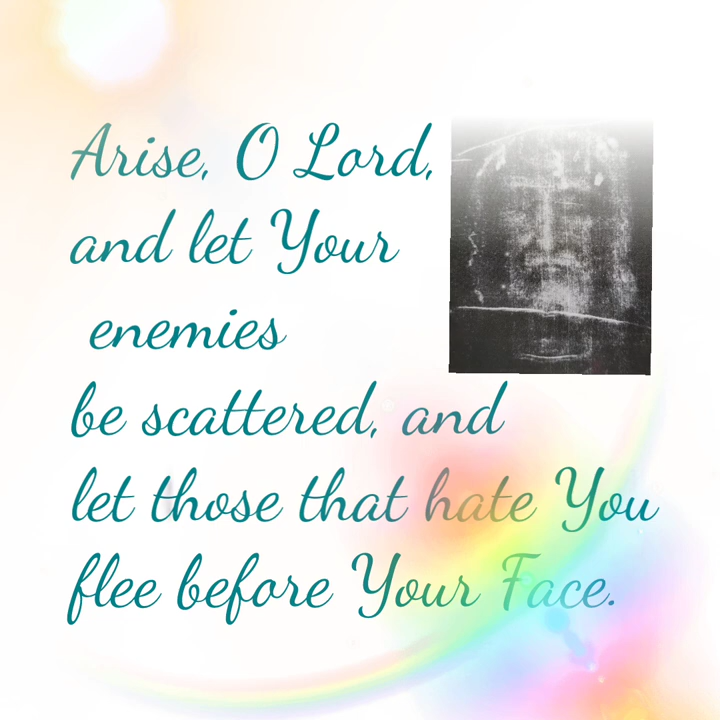 Arise, O Lord,
and let Your
enemies
be scattered, and
let those that hate You
flee before Your Face.